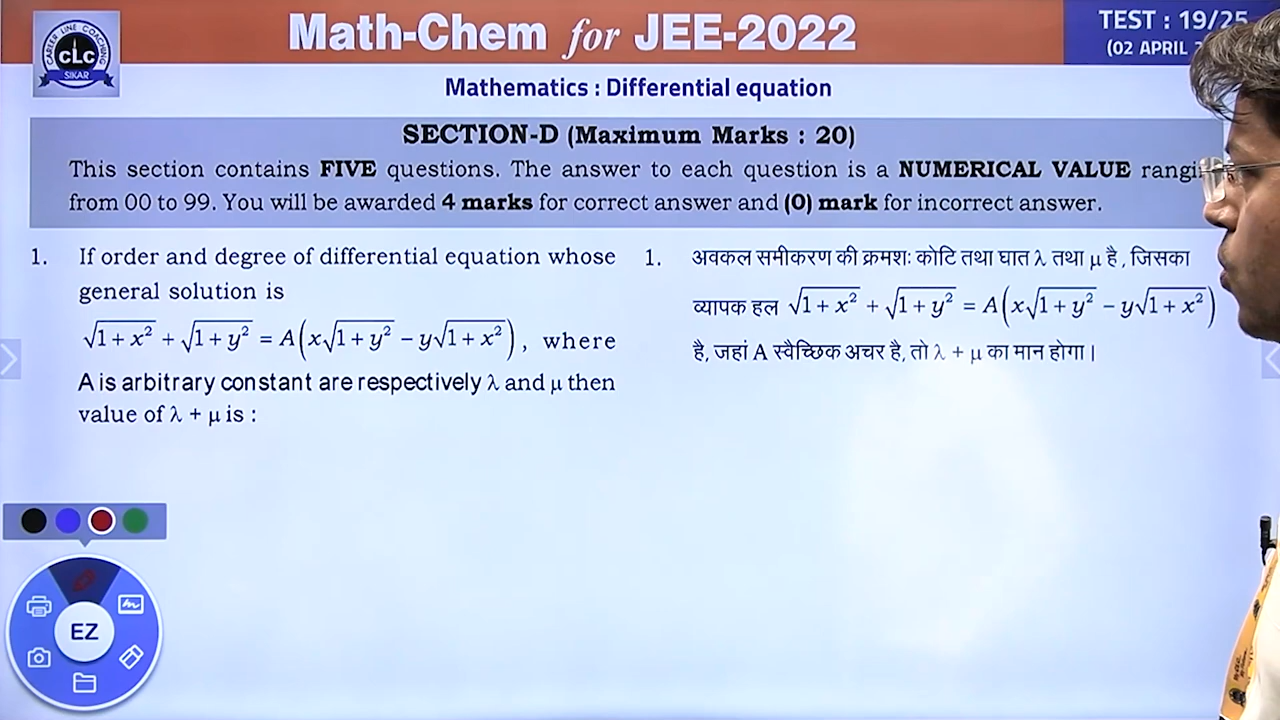 Math-Chem for JEE-2022
TEST : 19/25
(02 APRIL
CAREER LINE COACHING
CLC
SIKAR
Mathematics : Differential equation
SECTION-D (Maximum Marks : 20)
This section contains FIVE questions. The answer to each question is a NUMERICAL VALUE rangi
from 00 to 99. You will be awarded 4 marks for correct answer and (0) mark for incorrect answer.
1. If order and degree of differential equation whose
general solution is
√(1 + x²) + √(1 + y²) = A(x√(1 + y²) − y√(1 + x²)), where
A is arbitrary constant are respectively λ and μ then
value of λ + μ is :
1. अवकल समीकरण की क्रमशः कोटि तथा घात λ तथा μ है, जिसका
व्यापक हल √(1 + x²) + √(1 + y²) = A(x√(1 + y²) − y√(1 + x²))
है, जहां A स्वैच्छिक अचर है, तो λ + μ का मान होगा।
EZ